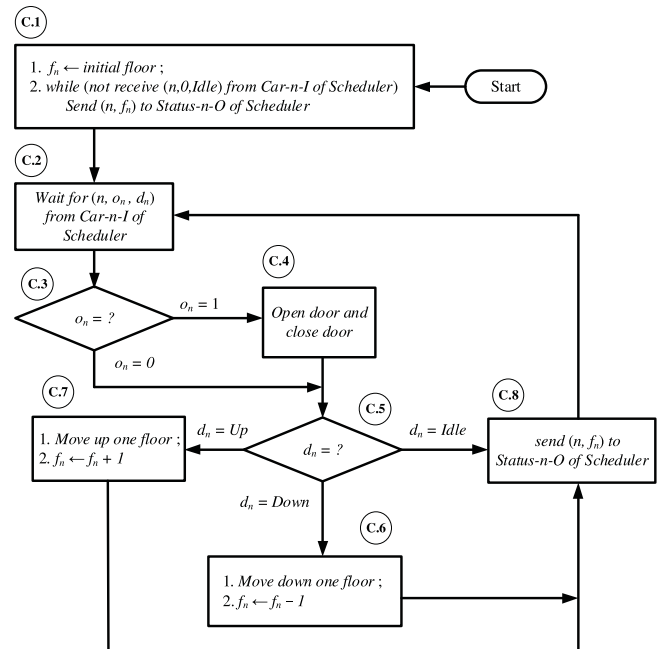 C.1
1. fn ← initial floor ;
2. while (not receive (n,0,Idle) from Car-n-I of Scheduler)
Send (n, fn) to Status-n-O of Scheduler
Start
C.2
Wait for (n, on , dn)
from Car-n-I of
Scheduler
C.3
on = ?
on = 1
on = 0
C.4
Open door and
close door
C.5
dn = ?
dn = Up
dn = Idle
dn = Down
C.7
1. Move up one floor ;
2. fn ← fn + 1
C.8
send (n, fn) to
Status-n-O of Scheduler
C.6
1. Move down one floor ;
2. fn ← fn − 1